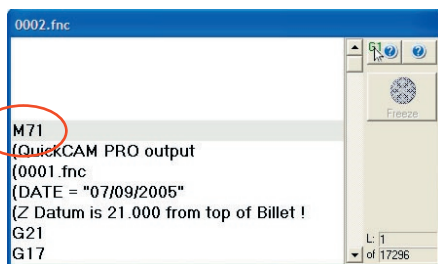 0002.fnc
G1
Freeze
M71
(QuickCAM PRO output
(0001.fnc
(DATE = "07/09/2005"
(Z Datum is 21.000 from top of Billet !
G21
G17
L: 1
of 17296